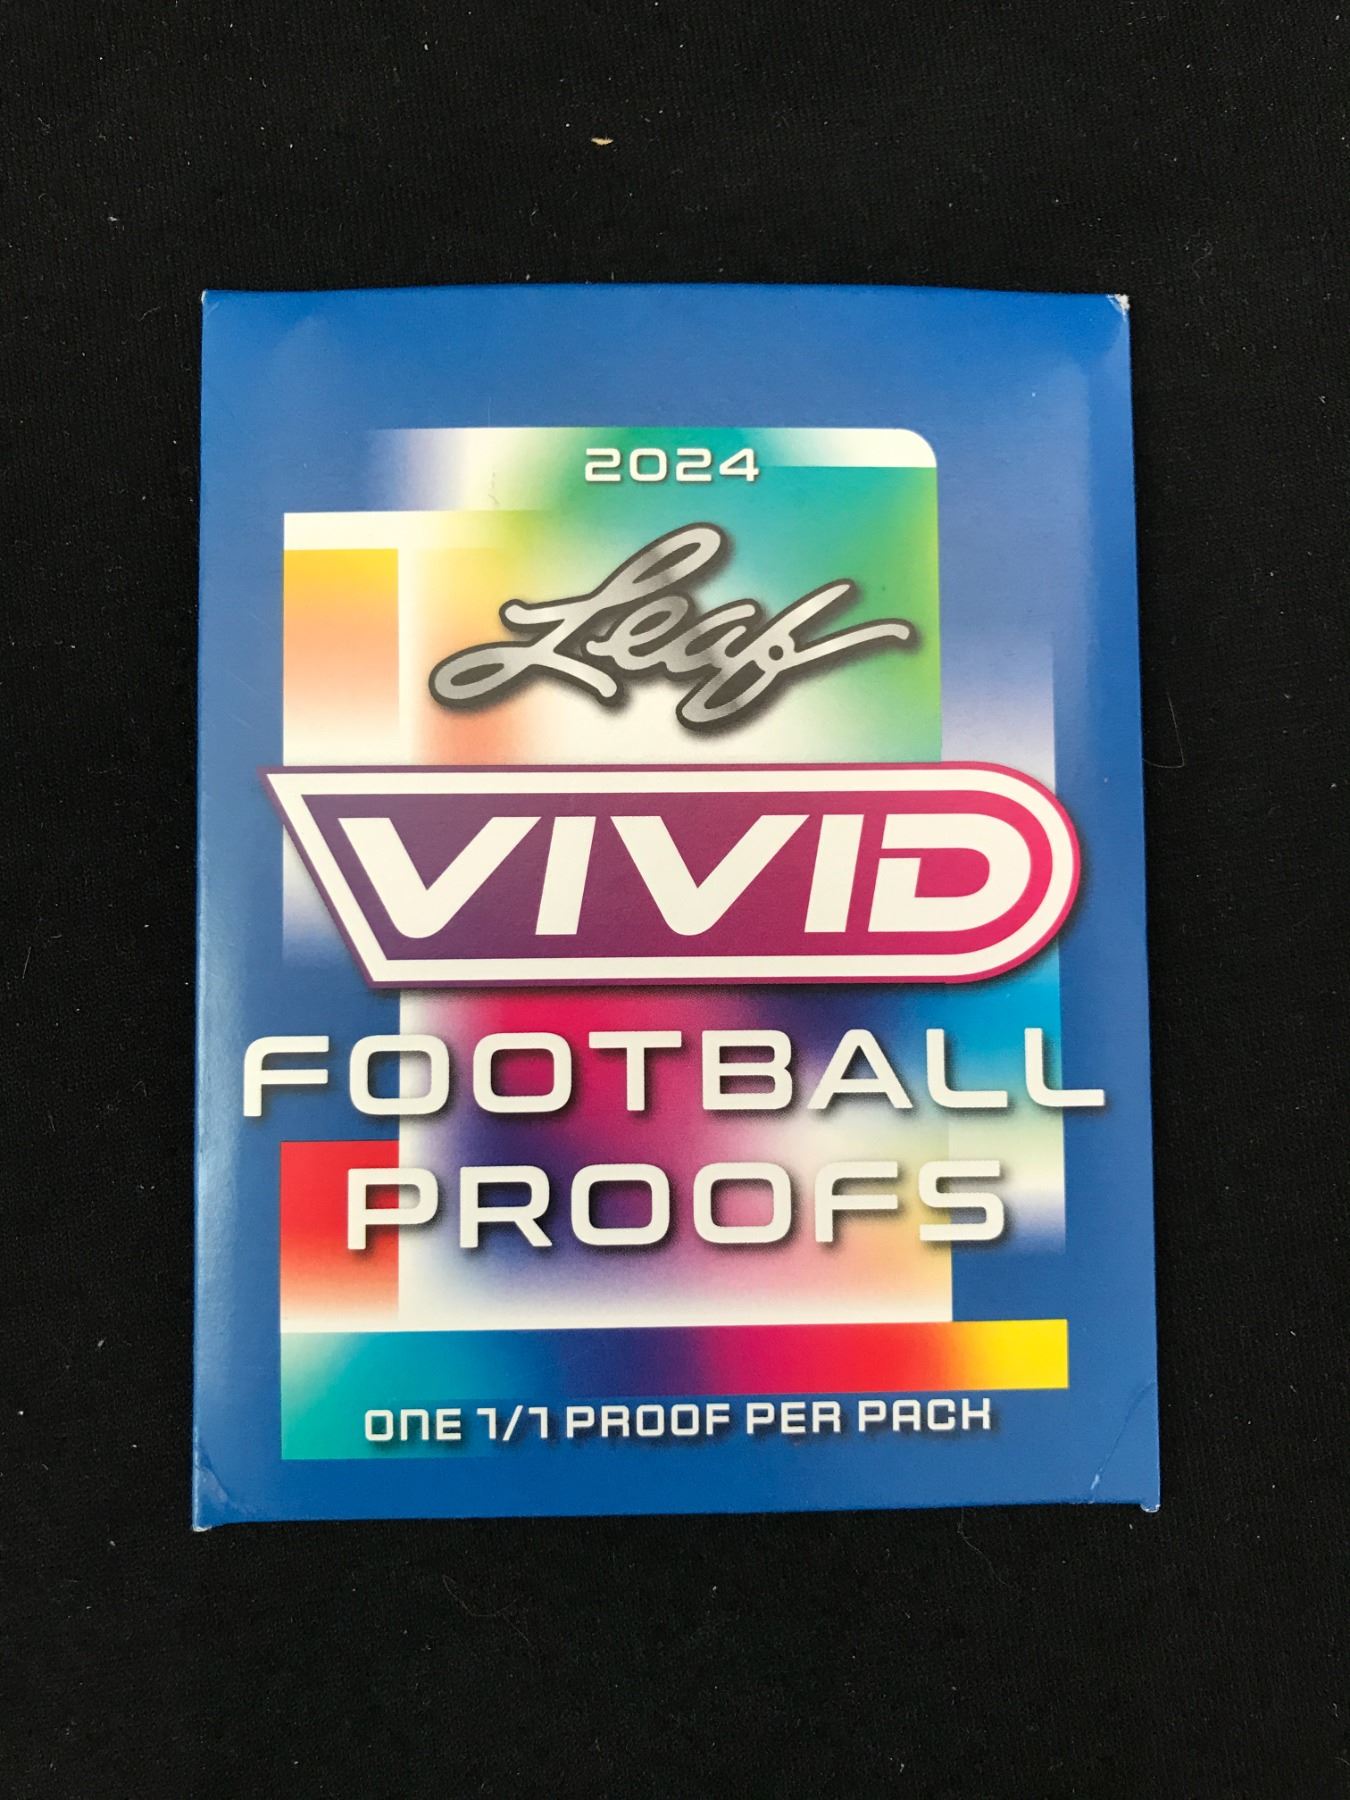 2024
Leaf
VIVID
FOOTBALL
PROOFS
ONE 1/1 PROOF PER PACK